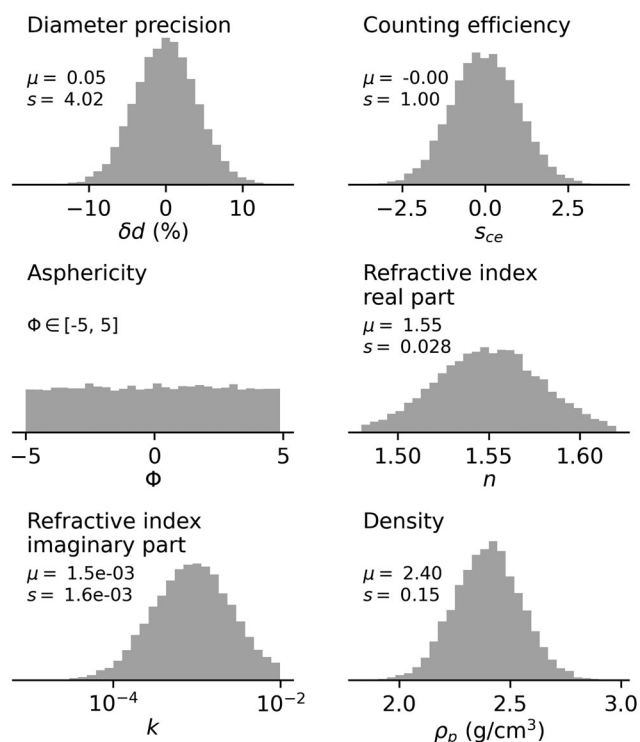 Diameter precision
μ = 0.05
s = 4.02
−10 0 10
δd (%)
Counting efficiency
μ = -0.00
s = 1.00
−2.5 0.0 2.5
s_{ce}
Asphericity
Φ ∈ [-5, 5]
−5 0 5
Φ
Refractive index
real part
μ = 1.55
s = 0.028
1.50 1.55 1.60
n
Refractive index
imaginary part
μ = 1.5e-03
s = 1.6e-03
10⁻⁴ 10⁻²
k
Density
μ = 2.40
s = 0.15
2.0 2.5 3.0
ρ_p (g/cm³)